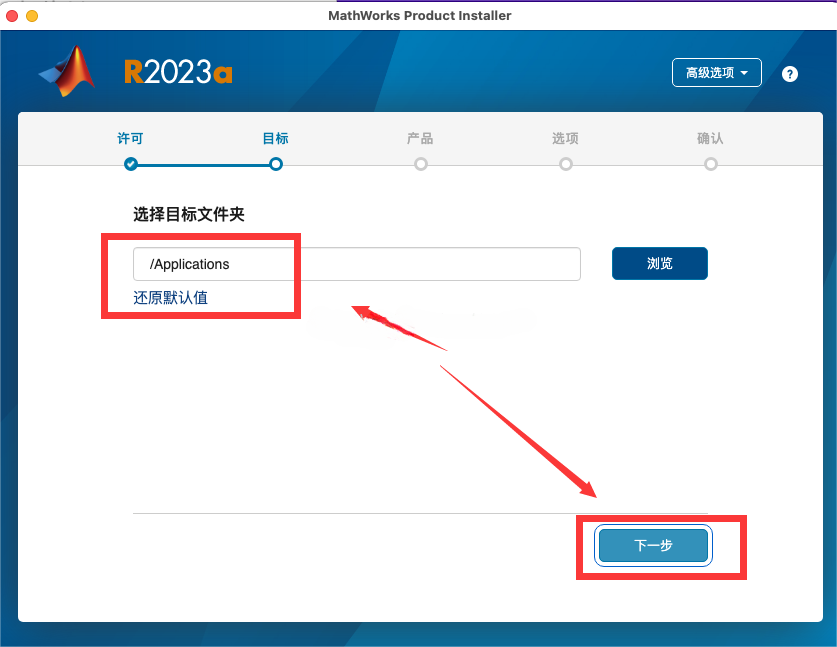 MathWorks Product Installer
R2023a
高级选项
?
许可
目标
产品
选项
确认
选择目标文件夹
/Applications
浏览
还原默认值
下一步